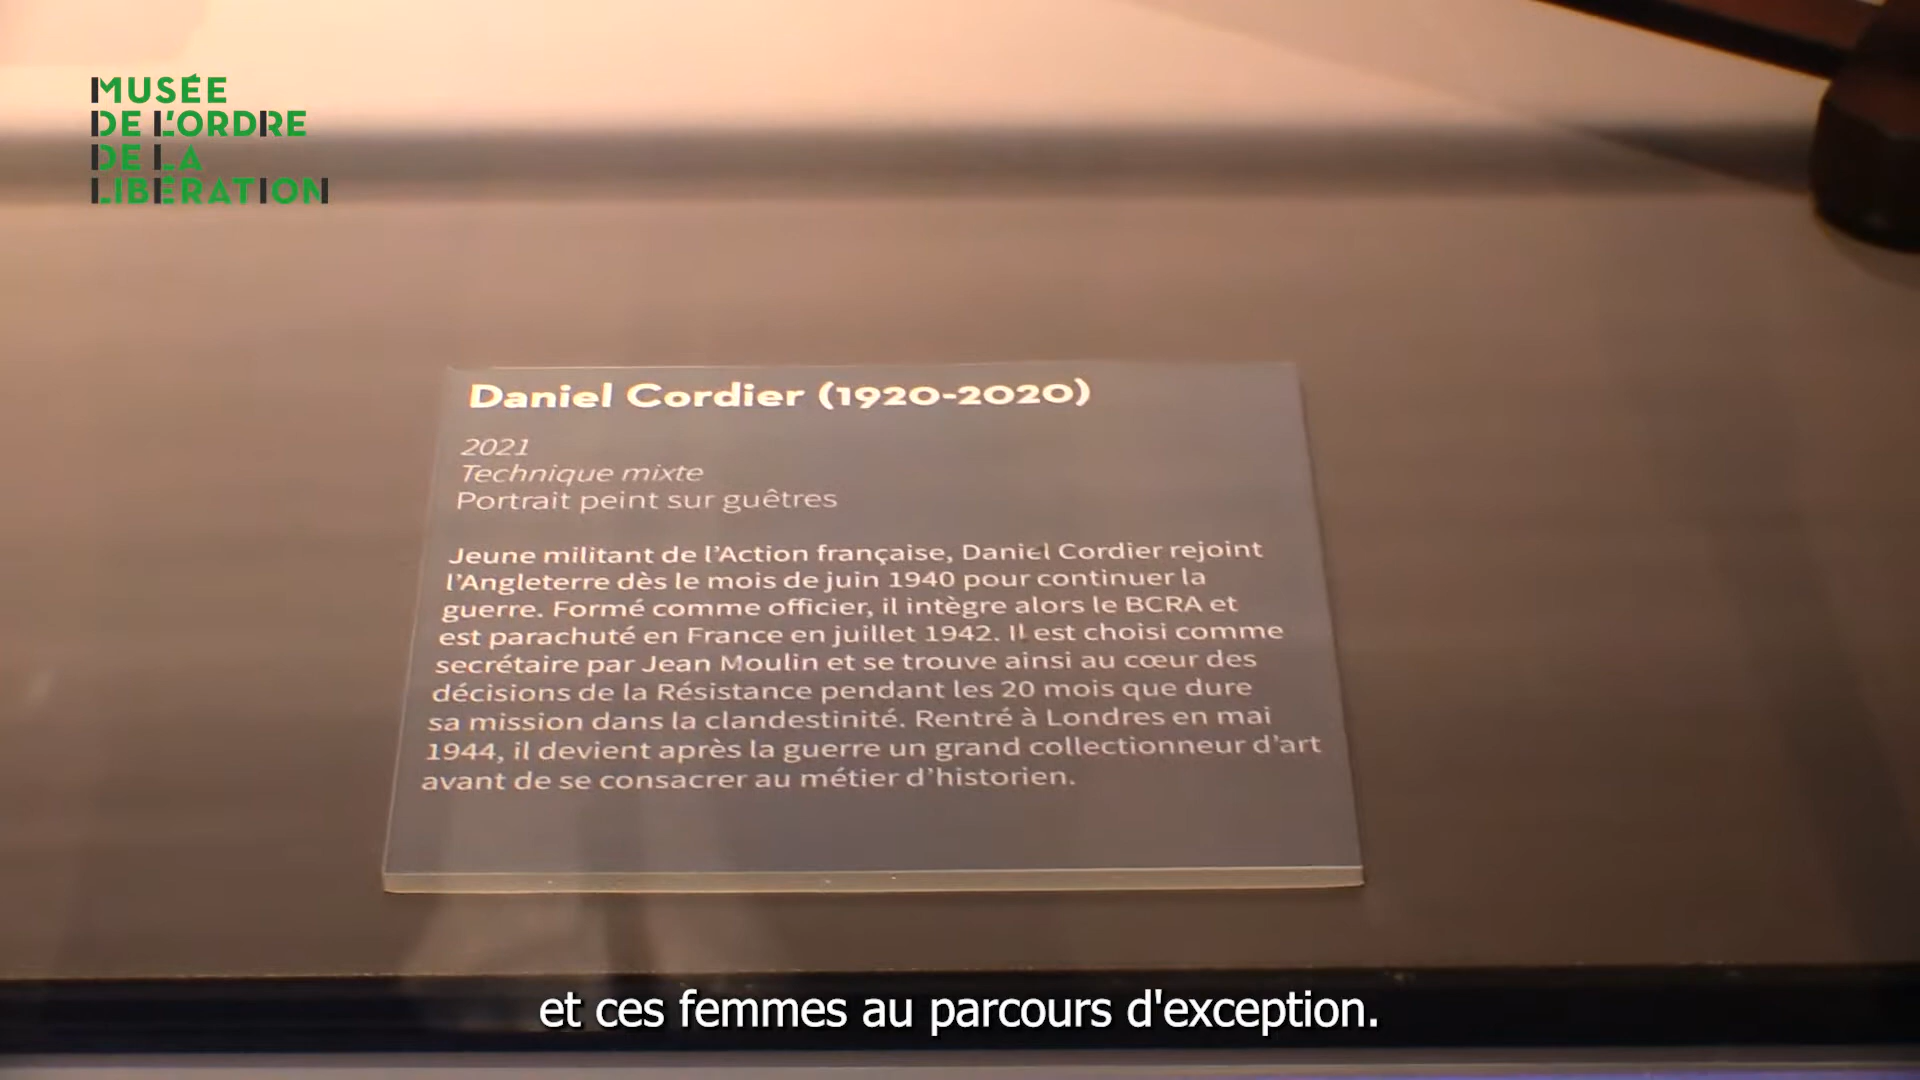 MUSÉE
DE L'ORDRE
DE LA
LIBÉRATION
Daniel Cordier (1920-2020)
2021
Technique mixte
Portrait peint sur guêtres
Jeune militant de l'Action française, Daniel Cordier rejoint
l'Angleterre dès le mois de juin 1940 pour continuer la
guerre. Formé comme officier, il intègre alors le BCRA et
est parachuté en France en juillet 1942. Il est choisi comme
secrétaire par Jean Moulin et se trouve ainsi au cœur des
décisions de la Résistance pendant les 20 mois que dure
sa mission dans la clandestinité. Rentré à Londres en mai
1944, il devient après la guerre un grand collectionneur d'art
avant de se consacrer au métier d'historien.
et ces femmes au parcours d'exception.